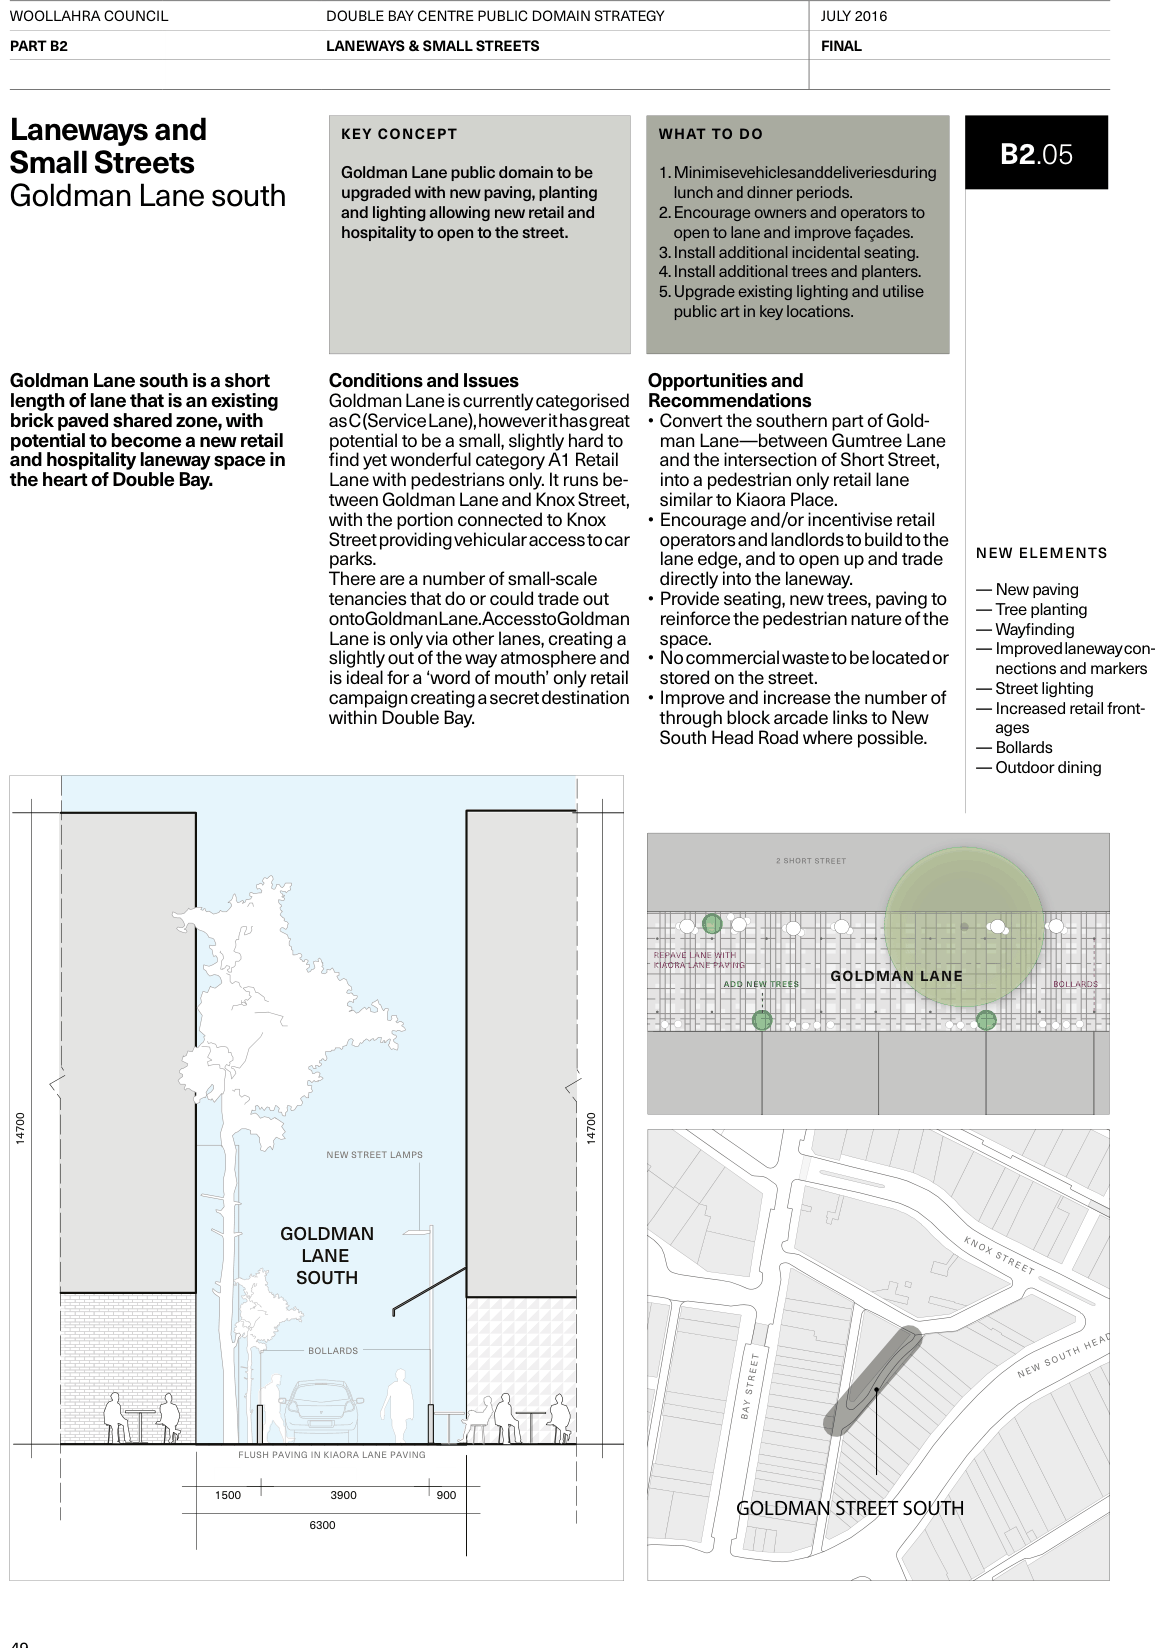 WOOLLAHRA COUNCIL
DOUBLE BAY CENTRE PUBLIC DOMAIN STRATEGY
JULY 2016
PART B2
LANEWAYS & SMALL STREETS
FINAL
Laneways and
Small Streets
Goldman Lane south
KEY CONCEPT
Goldman Lane public domain to be
upgraded with new paving, planting
and lighting allowing new retail and
hospitality to open to the street.
WHAT TO DO
1. Minimise vehicles and deliveries during
lunch and dinner periods.
2. Encourage owners and operators to
open to lane and improve façades.
3. Install additional incidental seating.
4. Install additional trees and planters.
5. Upgrade existing lighting and utilise
public art in key locations.
B2.05
Goldman Lane south is a short
length of lane that is an existing
brick paved shared zone, with
potential to become a new retail
and hospitality laneway space in
the heart of Double Bay.
Conditions and Issues
Goldman Lane is currently categorised
as C (Service Lane), however it has great
potential to be a small, slightly hard to
find yet wonderful category A1 Retail
Lane with pedestrians only. It runs be-
tween Goldman Lane and Knox Street,
with the portion connected to Knox
Street providing vehicular access to car
parks.
There are a number of small-scale
tenancies that do or could trade out
onto Goldman Lane. Access to Goldman
Lane is only via other lanes, creating a
slightly out of the way atmosphere and
is ideal for a ‘word of mouth’ only retail
campaign creating a secret destination
within Double Bay.
Opportunities and
Recommendations
• Convert the southern part of Gold-
man Lane—between Gumtree Lane
and the intersection of Short Street,
into a pedestrian only retail lane
similar to Kiaora Place.
• Encourage and/or incentivise retail
operators and landlords to build to the
lane edge, and to open up and trade
directly into the laneway.
• Provide seating, new trees, paving to
reinforce the pedestrian nature of the
space.
• No commercial waste to be located or
stored on the street.
• Improve and increase the number of
through block arcade links to New
South Head Road where possible.
NEW ELEMENTS
— New paving
— Tree planting
— Wayfinding
— Improved laneway con-
nections and markers
— Street lighting
— Increased retail front-
ages
— Bollards
— Outdoor dining
14700
14700
NEW STREET LAMPS
GOLDMAN
LANE
SOUTH
BOLLARDS
FLUSH PAVING IN KIAORA LANE PAVING
1500
3900
900
6300
2 SHORT STREET
REPAVE LANE WITH
KIAORA LANE PAVING
GOLDMAN LANE
ADD NEW TREES
BOLLARDS
KNOX STREET
NEW SOUTH HEAD
BAY STREET
GOLDMAN STREET SOUTH